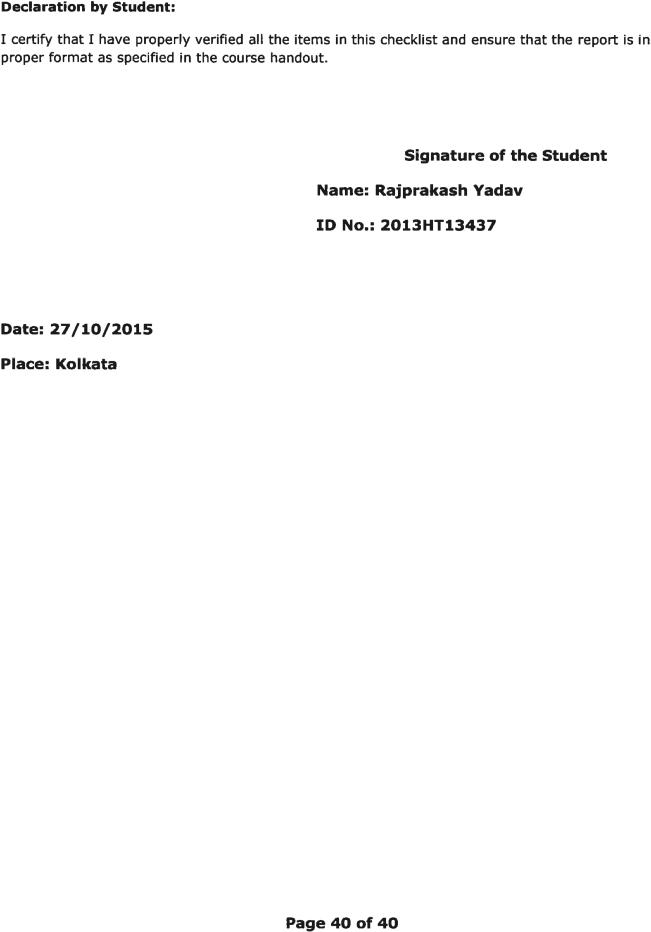 Declaration by Student:
I certify that I have properly verified all the items in this checklist and ensure that the report is in
proper format as specified in the course handout.
Signature of the Student
Name: Rajprakash Yadav
ID No.: 2013HT13437
Date: 27/10/2015
Place: Kolkata
Page 40 of 40